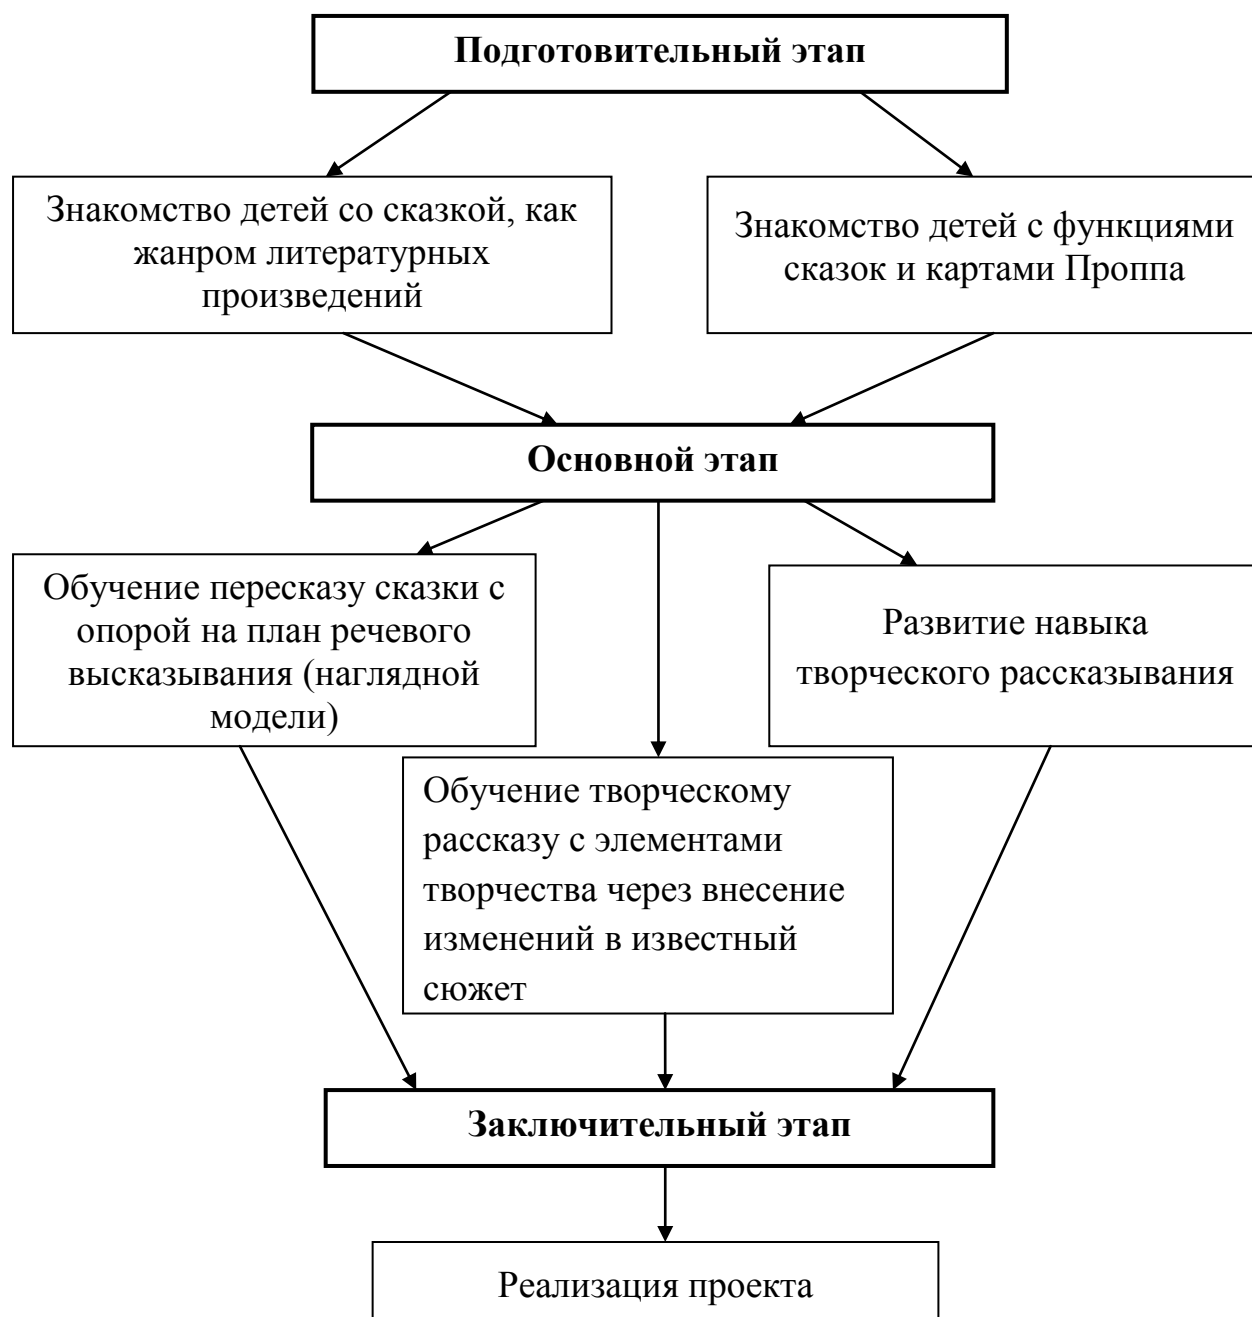 Подготовительный этап
Знакомство детей со сказкой, как
жанром литературных
произведений
Знакомство детей с функциями
сказок и картами Проппа
Основной этап
Обучение пересказу сказки с
опорой на план речевого
высказывания (наглядной
модели)
Развитие навыка
творческого рассказывания
Обучение творческому
рассказу с элементами
творчества через внесение
изменений в известный
сюжет
Заключительный этап
Реализация проекта